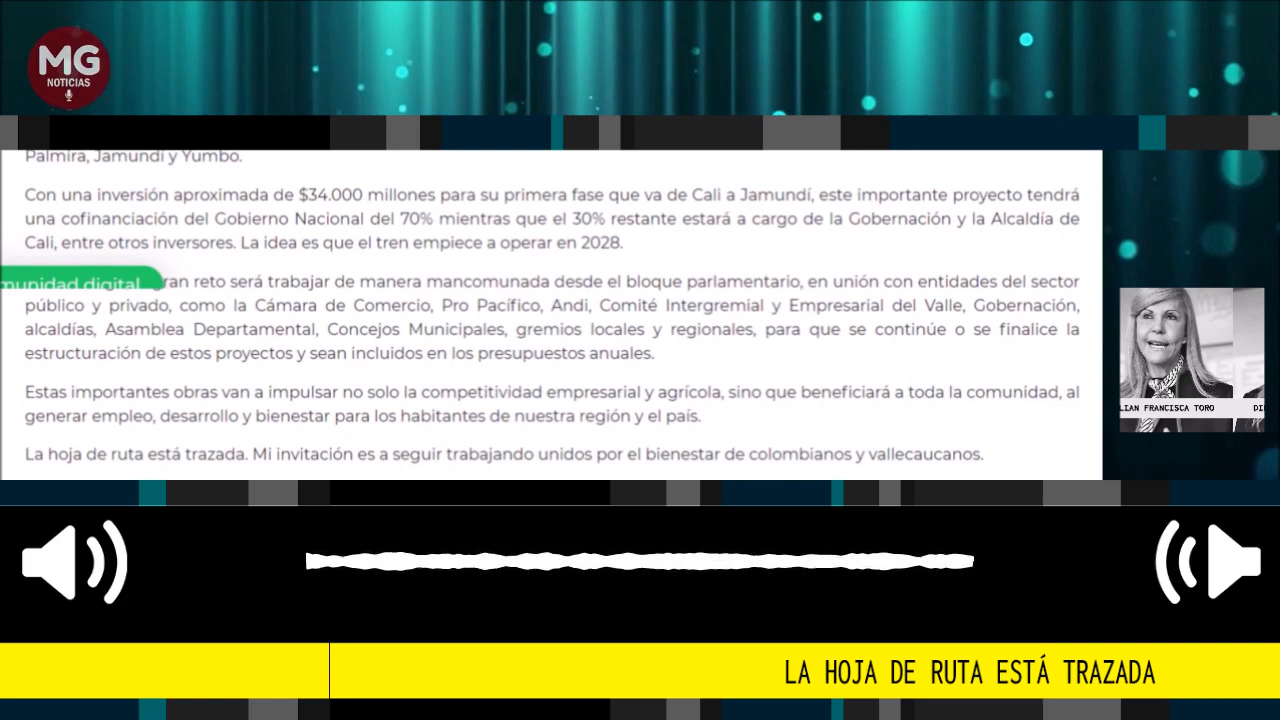 MG
NOTICIAS
Palmira, Jamundí y Yumbo.
Con una inversión aproximada de $34.000 millones para su primera fase que va de Cali a Jamundí, este importante proyecto tendrá
una cofinanciación del Gobierno Nacional del 70% mientras que el 30% restante estará a cargo de la Gobernación y la Alcaldía de
Cali, entre otros inversores. La idea es que el tren empiece a operar en 2028.
munidad digital
ran reto será trabajar de manera mancomunada desde el bloque parlamentario, en unión con entidades del sector
público y privado, como la Cámara de Comercio, Pro Pacífico, Andi, Comité Intergremial y Empresarial del Valle, Gobernación,
alcaldías, Asamblea Departamental, Concejos Municipales, gremios locales y regionales, para que se continúe o se finalice la
estructuración de estos proyectos y sean incluidos en los presupuestos anuales.
Estas importantes obras van a impulsar no solo la competitividad empresarial y agrícola, sino que beneficiará a toda la comunidad, al
generar empleo, desarrollo y bienestar para los habitantes de nuestra región y el país.
La hoja de ruta está trazada. Mi invitación es a seguir trabajando unidos por el bienestar de colombianos y vallecaucanos.
LIAN FRANCISCA TORO DI
LA HOJA DE RUTA ESTÁ TRAZADA